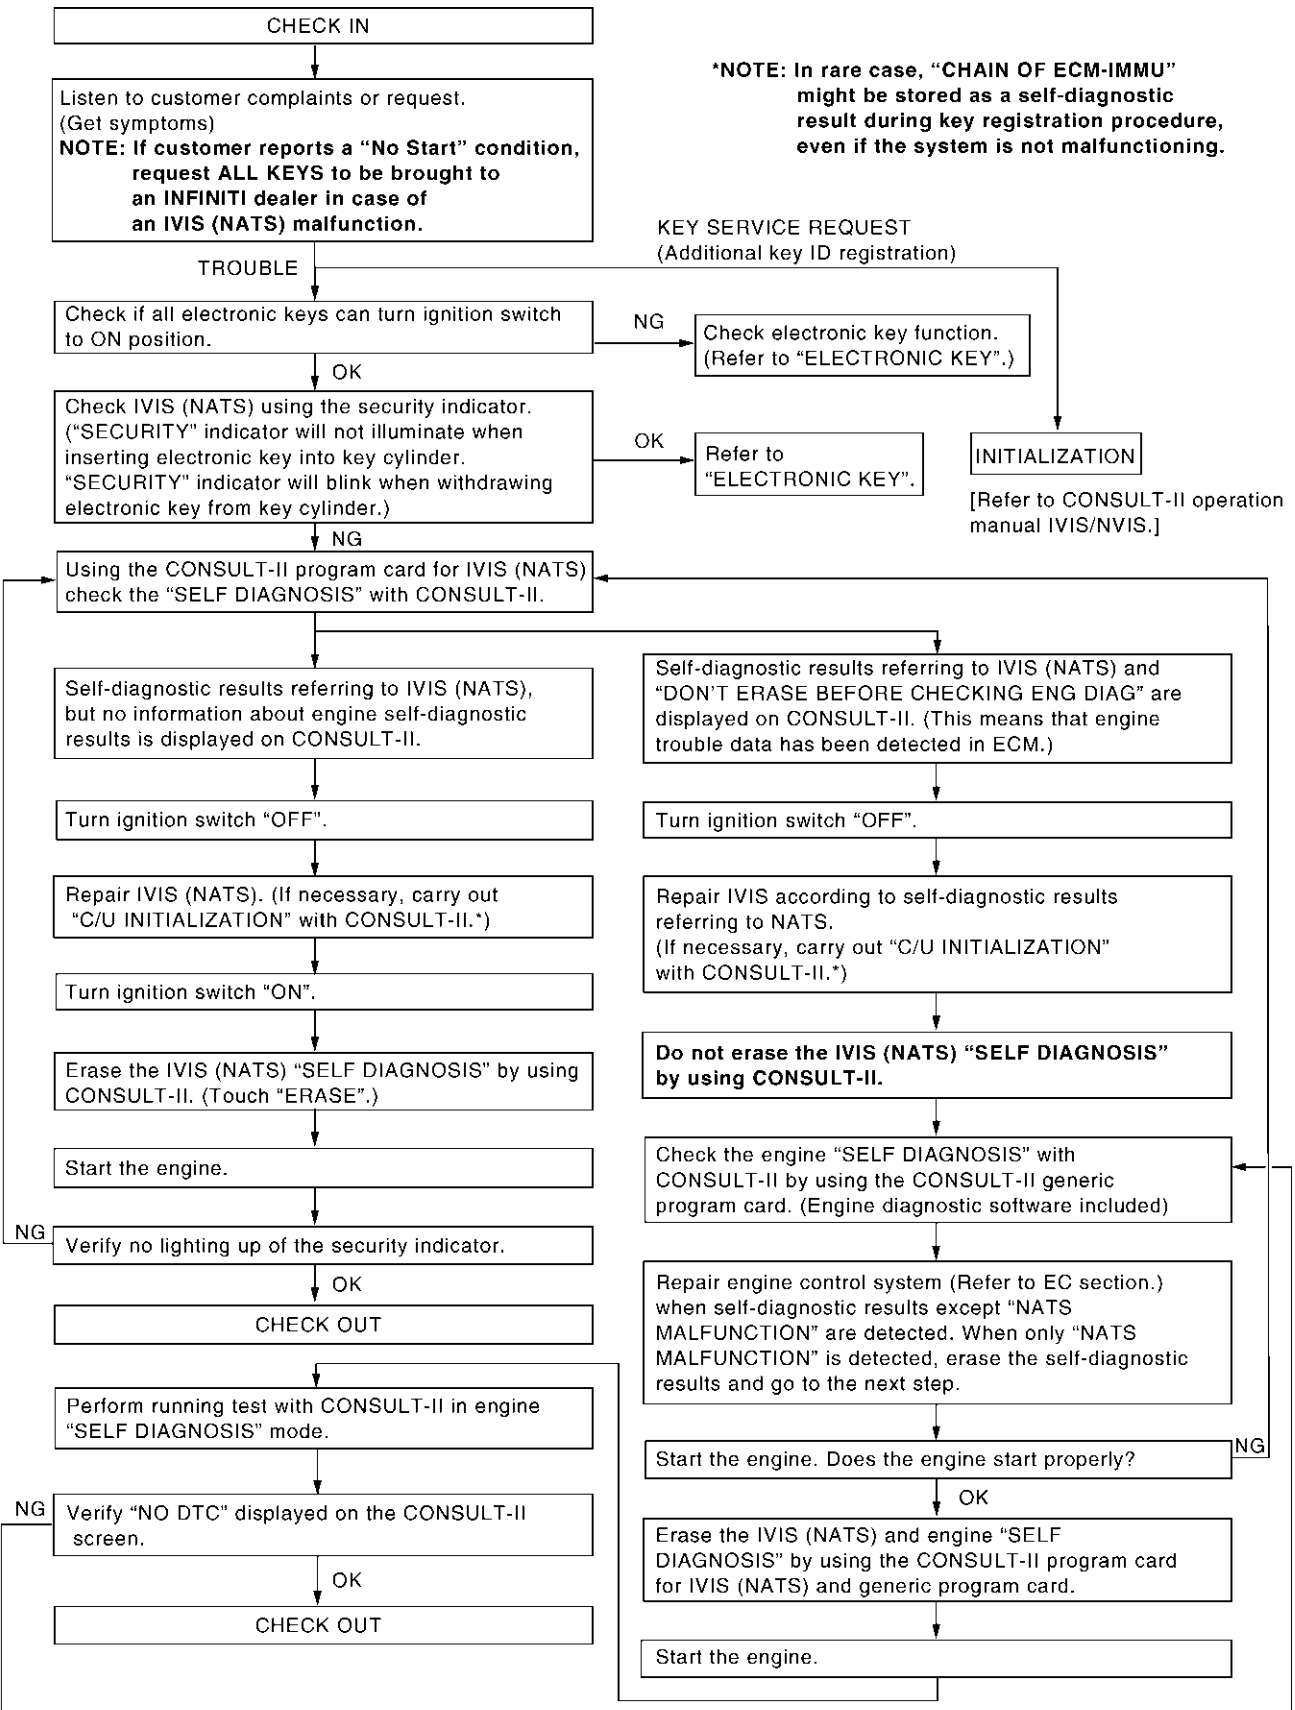 CHECK IN
*NOTE: In rare case, “CHAIN OF ECM-IMMU”
might be stored as a self-diagnostic
result during key registration procedure,
even if the system is not malfunctioning.
Listen to customer complaints or request.
(Get symptoms)
NOTE: If customer reports a “No Start” condition,
request ALL KEYS to be brought to
an INFINITI dealer in case of
an IVIS (NATS) malfunction.
KEY SERVICE REQUEST
(Additional key ID registration)
TROUBLE
Check if all electronic keys can turn ignition switch
to ON position.
NG
Check electronic key function.
(Refer to “ELECTRONIC KEY”.)
OK
Check IVIS (NATS) using the security indicator.
(“SECURITY” indicator will not illuminate when
inserting electronic key into key cylinder.
“SECURITY” indicator will blink when withdrawing
electronic key from key cylinder.)
OK
Refer to
“ELECTRONIC KEY”.
INITIALIZATION
[Refer to CONSULT-II operation
manual IVIS/NVIS.]
NG
Using the CONSULT-II program card for IVIS (NATS)
check the “SELF DIAGNOSIS” with CONSULT-II.
Self-diagnostic results referring to IVIS (NATS),
but no information about engine self-diagnostic
results is displayed on CONSULT-II.
Turn ignition switch “OFF”.
Repair IVIS (NATS). (If necessary, carry out
“C/U INITIALIZATION” with CONSULT-II.*)
Turn ignition switch “ON”.
Erase the IVIS (NATS) “SELF DIAGNOSIS” by using
CONSULT-II. (Touch “ERASE”.)
Start the engine.
NG
Verify no lighting up of the security indicator.
OK
CHECK OUT
Self-diagnostic results referring to IVIS (NATS) and
“DON’T ERASE BEFORE CHECKING ENG DIAG” are
displayed on CONSULT-II. (This means that engine
trouble data has been detected in ECM.)
Turn ignition switch “OFF”.
Repair IVIS according to self-diagnostic results
referring to NATS.
(If necessary, carry out “C/U INITIALIZATION”
with CONSULT-II.*)
Do not erase the IVIS (NATS) “SELF DIAGNOSIS”
by using CONSULT-II.
Check the engine “SELF DIAGNOSIS” with
CONSULT-II by using the CONSULT-II generic
program card. (Engine diagnostic software included)
Repair engine control system (Refer to EC section.)
when self-diagnostic results except “NATS
MALFUNCTION” are detected. When only “NATS
MALFUNCTION” is detected, erase the self-diagnostic
results and go to the next step.
Start the engine. Does the engine start properly?
NG
OK
Erase the IVIS (NATS) and engine “SELF
DIAGNOSIS” by using the CONSULT-II program card
for IVIS (NATS) and generic program card.
Start the engine.
Perform running test with CONSULT-II in engine
“SELF DIAGNOSIS” mode.
NG
Verify “NO DTC” displayed on the CONSULT-II
screen.
OK
CHECK OUT